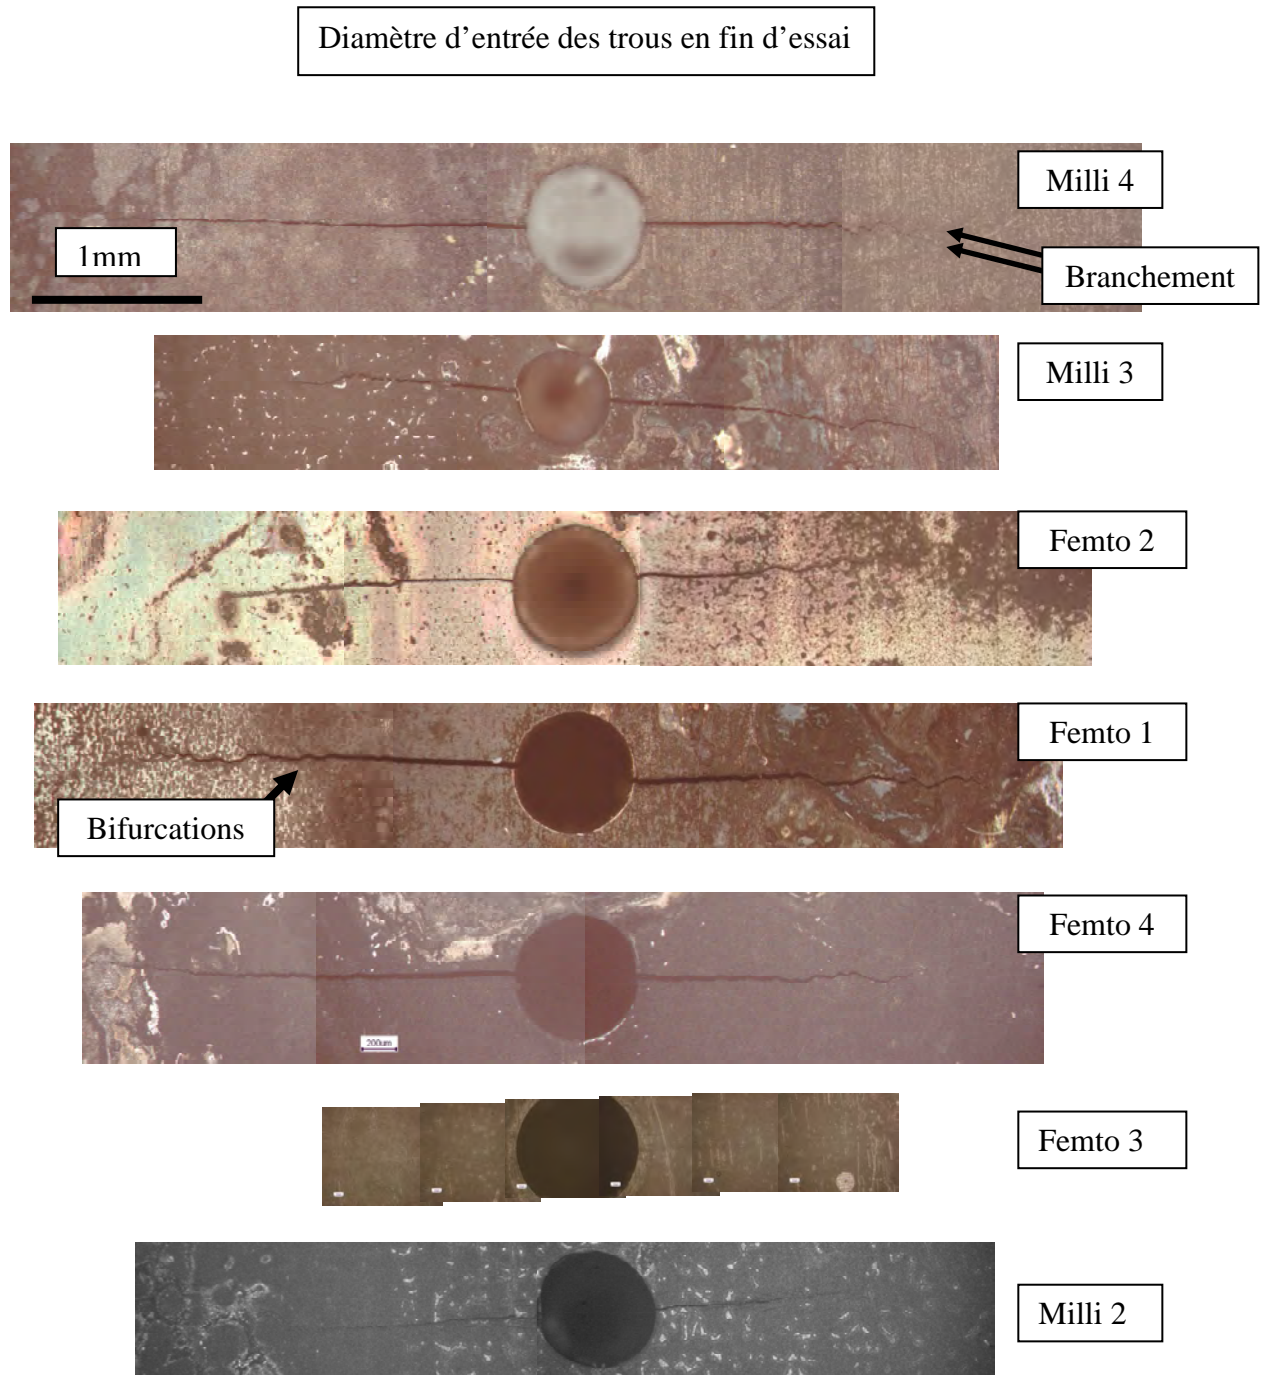 Diamètre d’entrée des trous en fin d’essai
Milli 4
1mm
Branchement
Milli 3
Femto 2
Femto 1
Bifurcations
Femto 4
200um
Femto 3
Milli 2